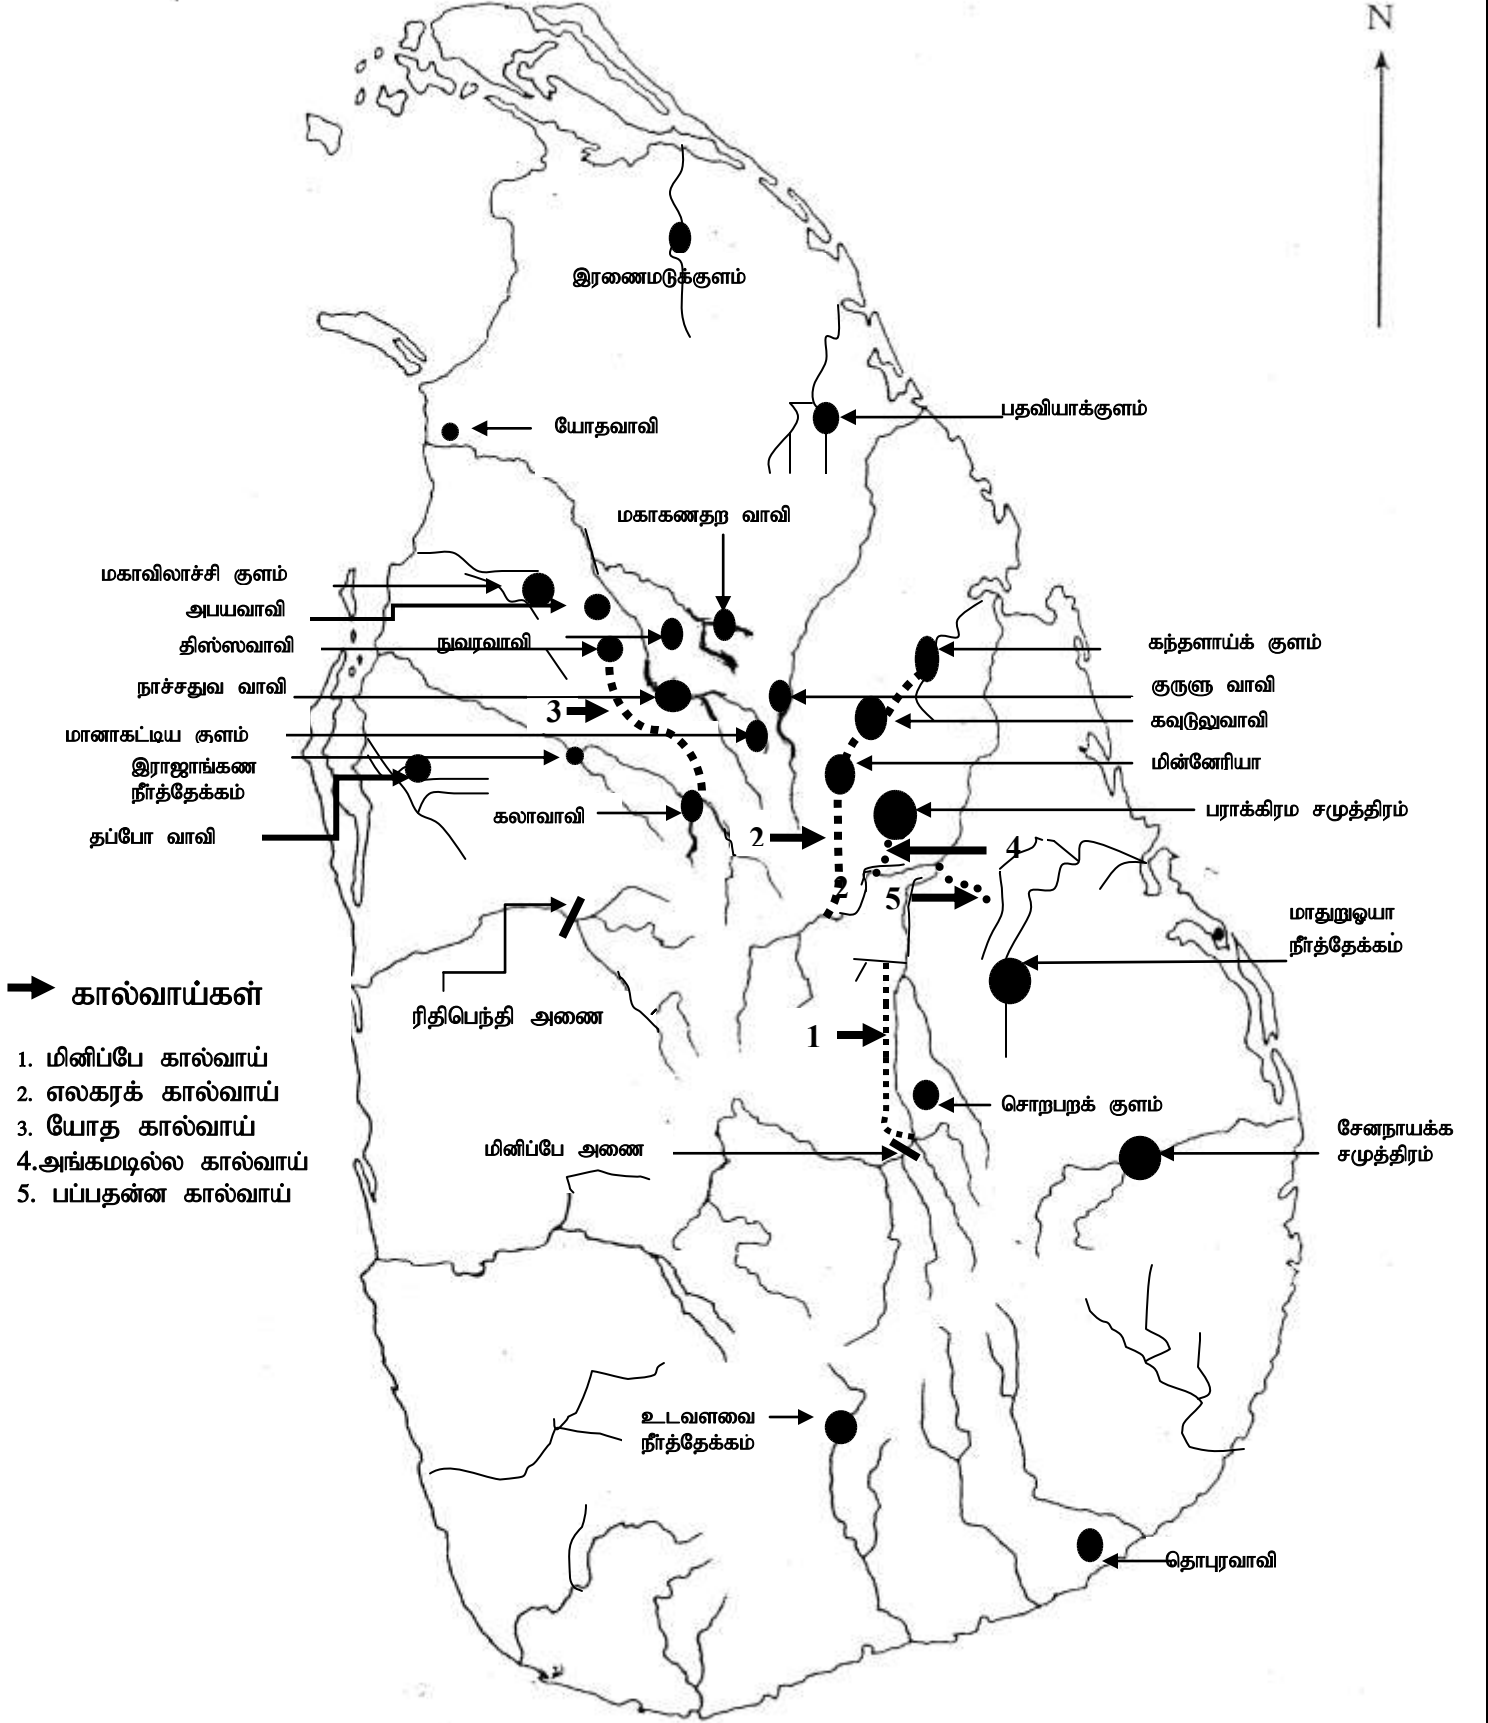 N
இரணைமடுக்குளம்
பதவியாக்குளம்
யோதவாவி
மகாகணதற வாவி
மகாவிலாச்சி குளம்
அபயவாவி
திஸ்ஸவாவி
நுவரவாவி
கந்தளாய்க் குளம்
நாச்சதுவ வாவி
குருளு வாவி
3
மானாகட்டிய குளம்
கவுடுலுவாவி
இராஜாங்கண
நீர்த்தேக்கம்
மின்னேரியா
கலாவாவி
பராக்கிரம சமுத்திரம்
தப்போ வாவி
2
4
2
5
மாதுறுஓயா
நீர்த்தேக்கம்
கால்வாய்கள்
ரிதிபெந்தி அணை
1
1. மினிப்பே கால்வாய்
2. எலகரக் கால்வாய்
3. யோத கால்வாய்
4.அங்கமடில்ல கால்வாய்
5. பப்பதன்ன கால்வாய்
சொறபறக் குளம்
மினிப்பே அணை
சேனநாயக்க
சமுத்திரம்
உடவளவை
நீர்த்தேக்கம்
தொபுரவாவி